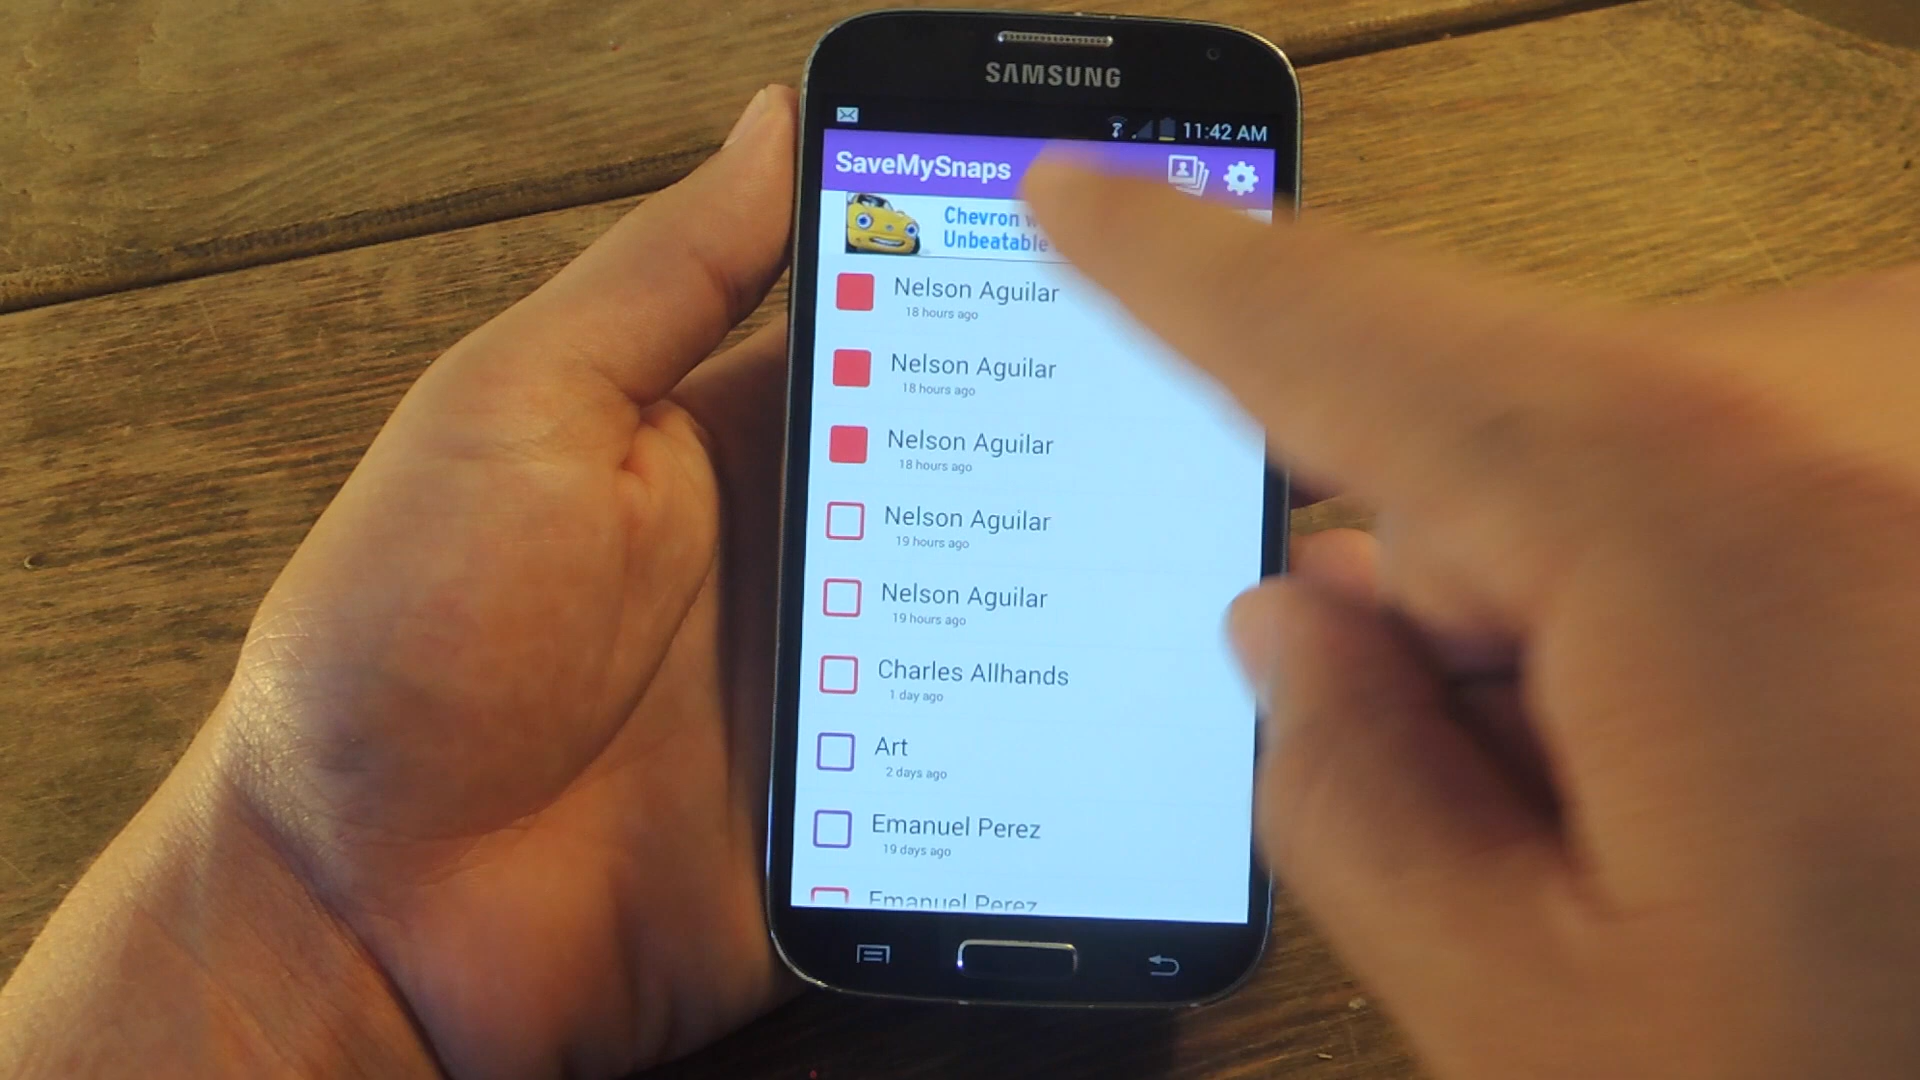 SAMSUNG
11:42 AM
SaveMySnaps
Chevron
Unbeatable
Nelson Aguilar
18 hours ago
Nelson Aguilar
18 hours ago
Nelson Aguilar
18 hours ago
Nelson Aguilar
19 hours ago
Nelson Aguilar
19 hours ago
Charles Allhands
1 day ago
Art
2 days ago
Emanuel Perez
19 days ago
Emanuel Perez